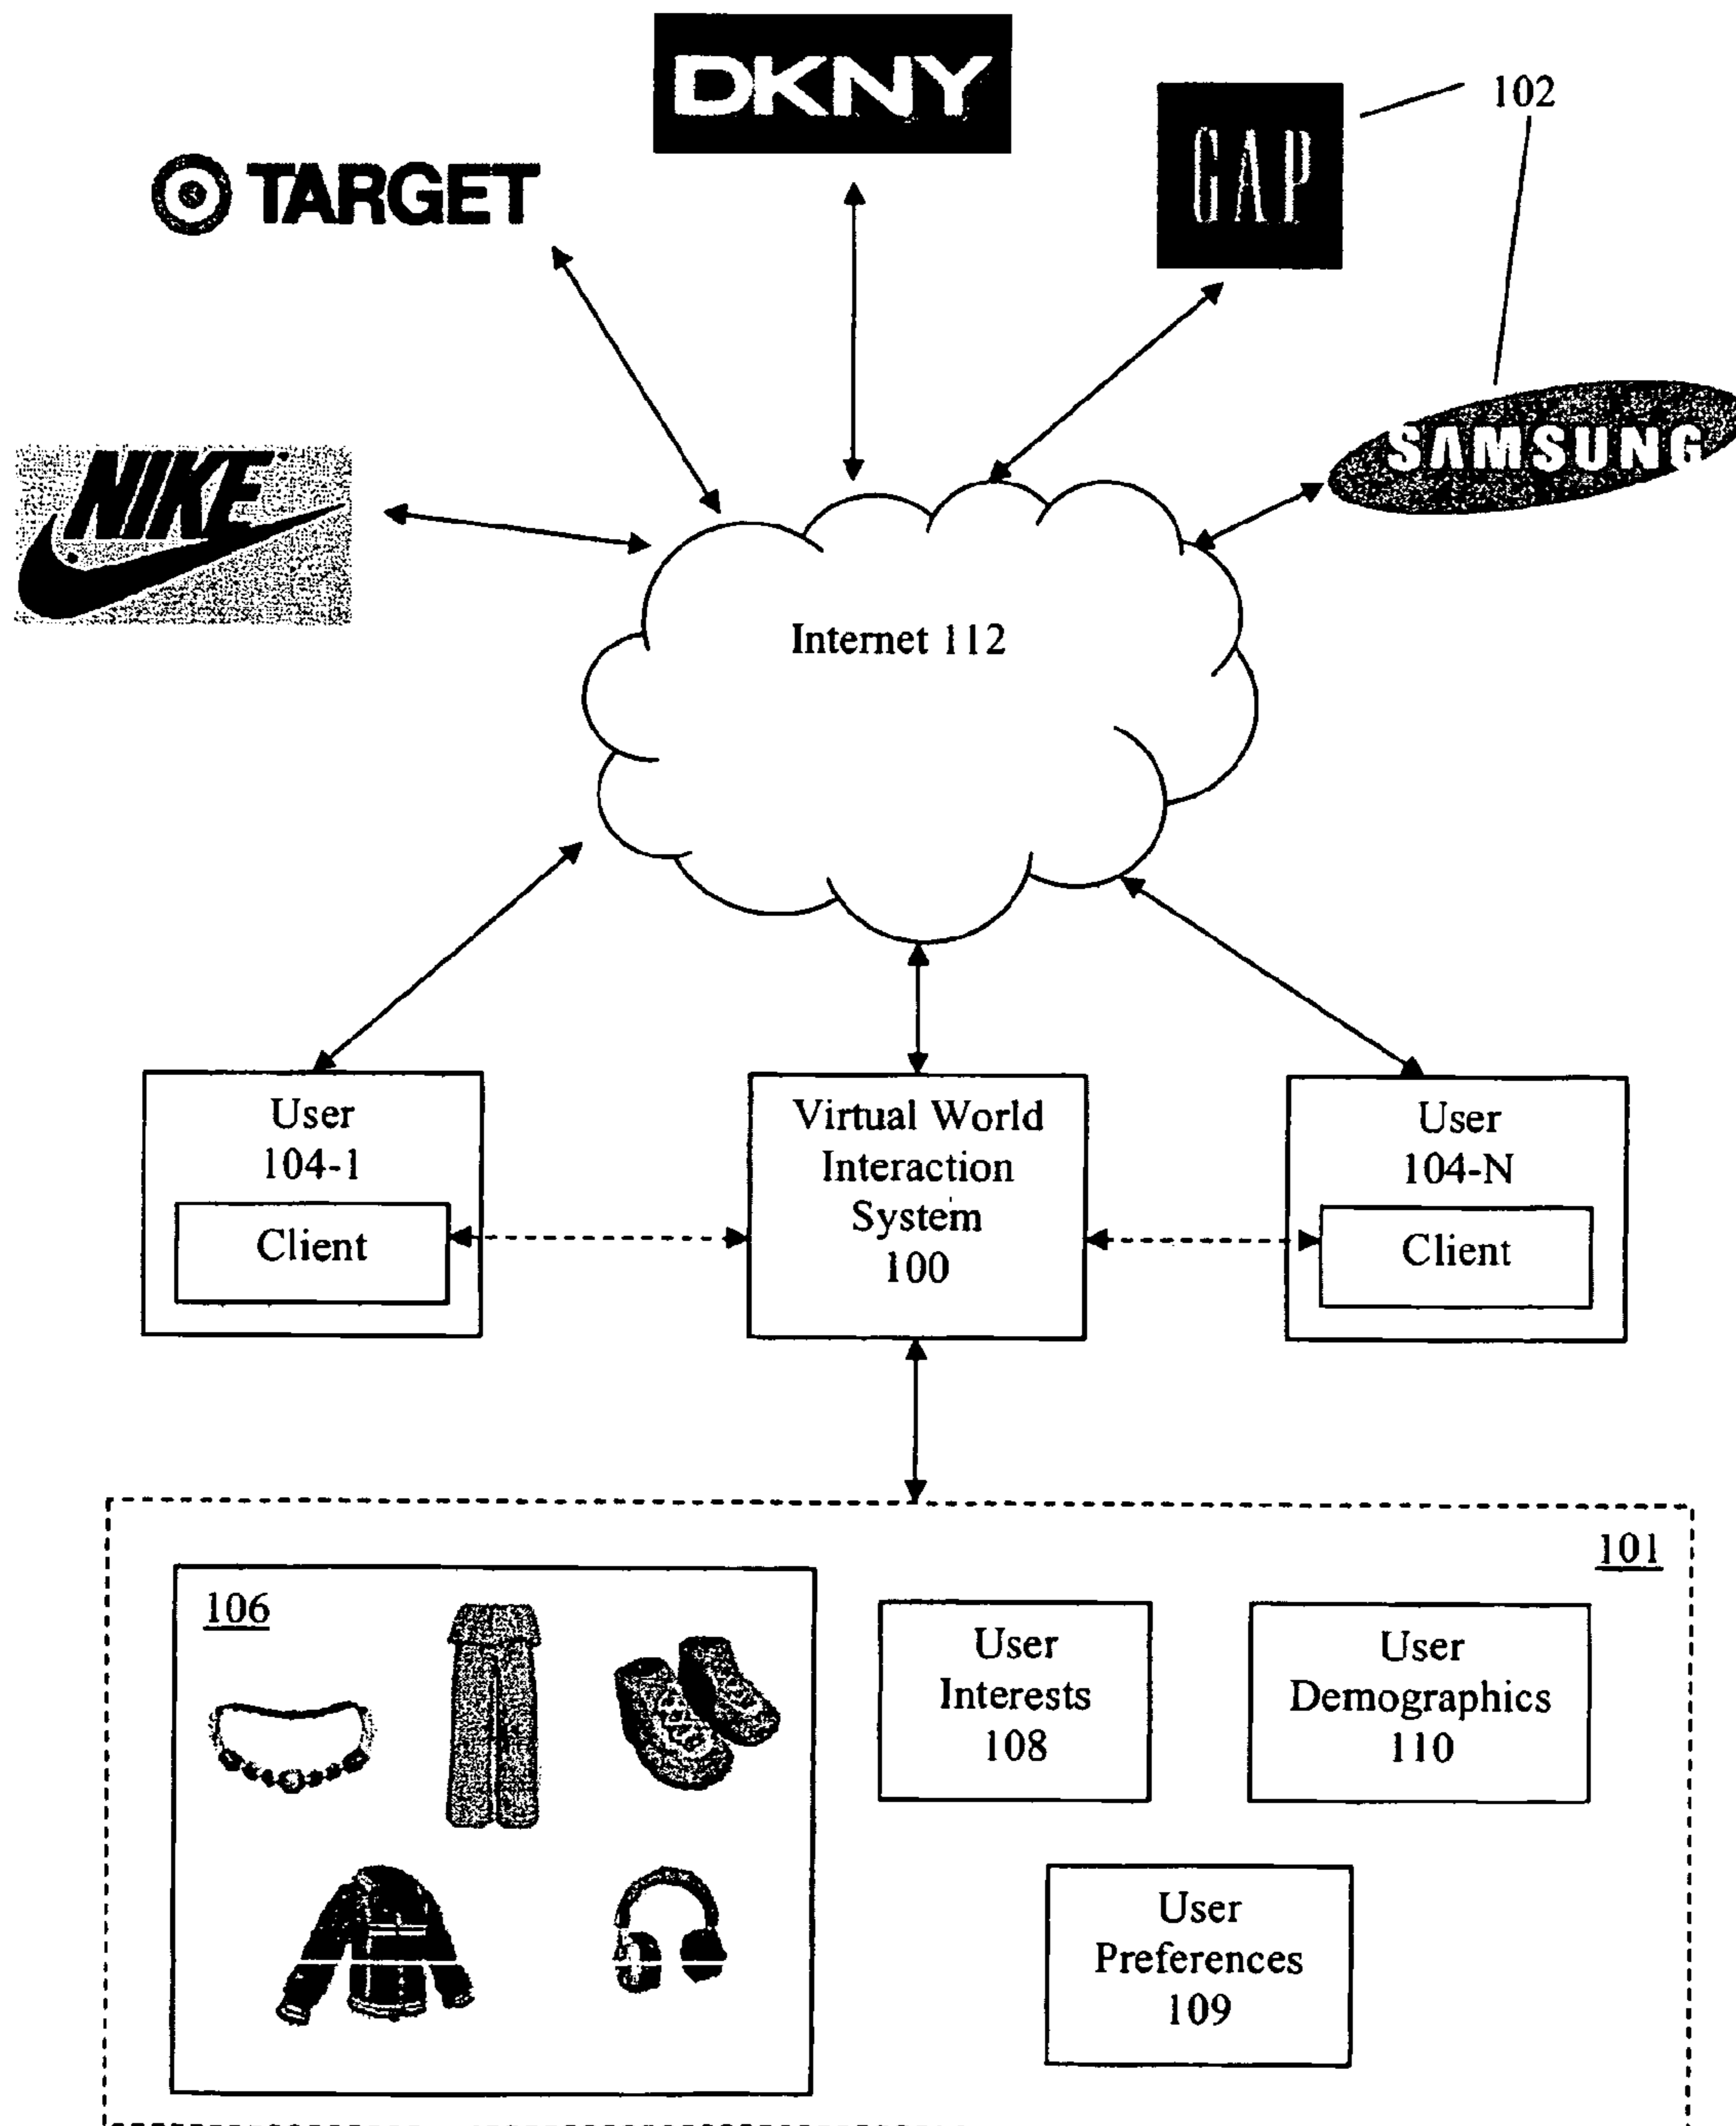 DKNY
102
GAP
TARGET
SAMSUNG
NIKE
Internet 112
User
104-1
Client
Virtual World
Interaction
System
100
User
104-N
Client
101
106
User
Interests
108
User
Demographics
110
User
Preferences
109